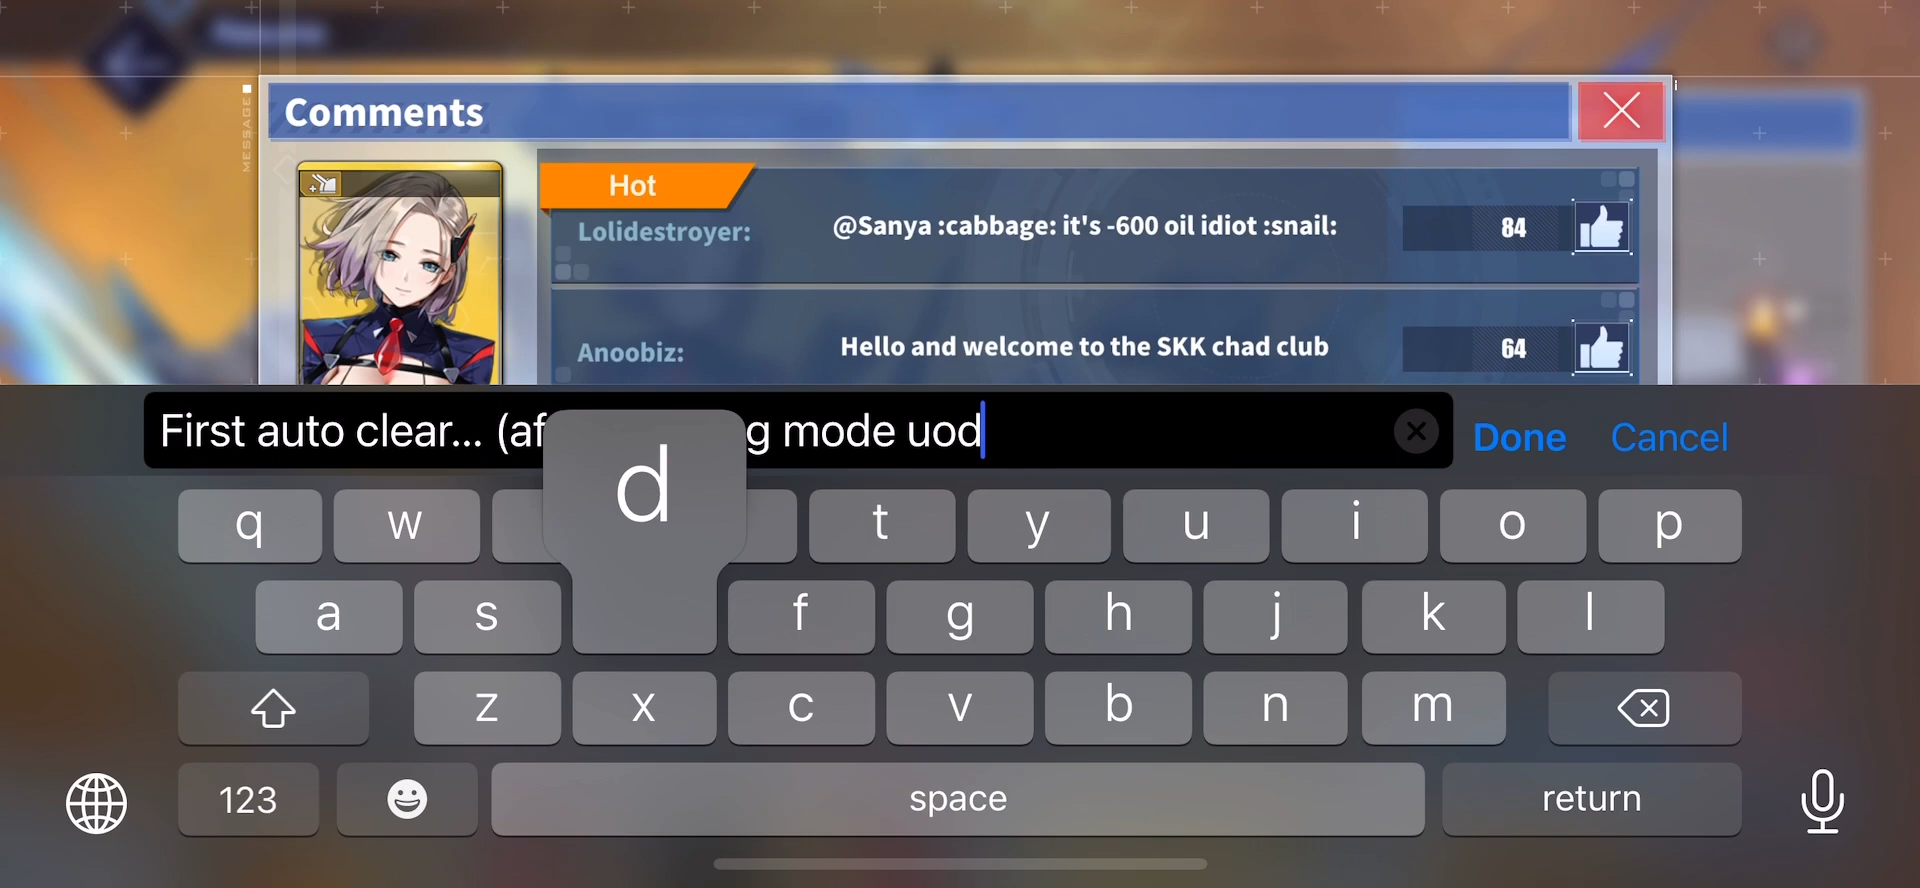 MESSAGE
Comments
Hot
Lolidestroyer: @Sanya :cabbage: it's -600 oil idiot :snail: 84
Anoobiz: Hello and welcome to the SKK chad club 64
First auto clear... (af g mode uod
Done Cancel
d
q w t y u i o p
a s f g h j k l
z x c v b n m
123 space return